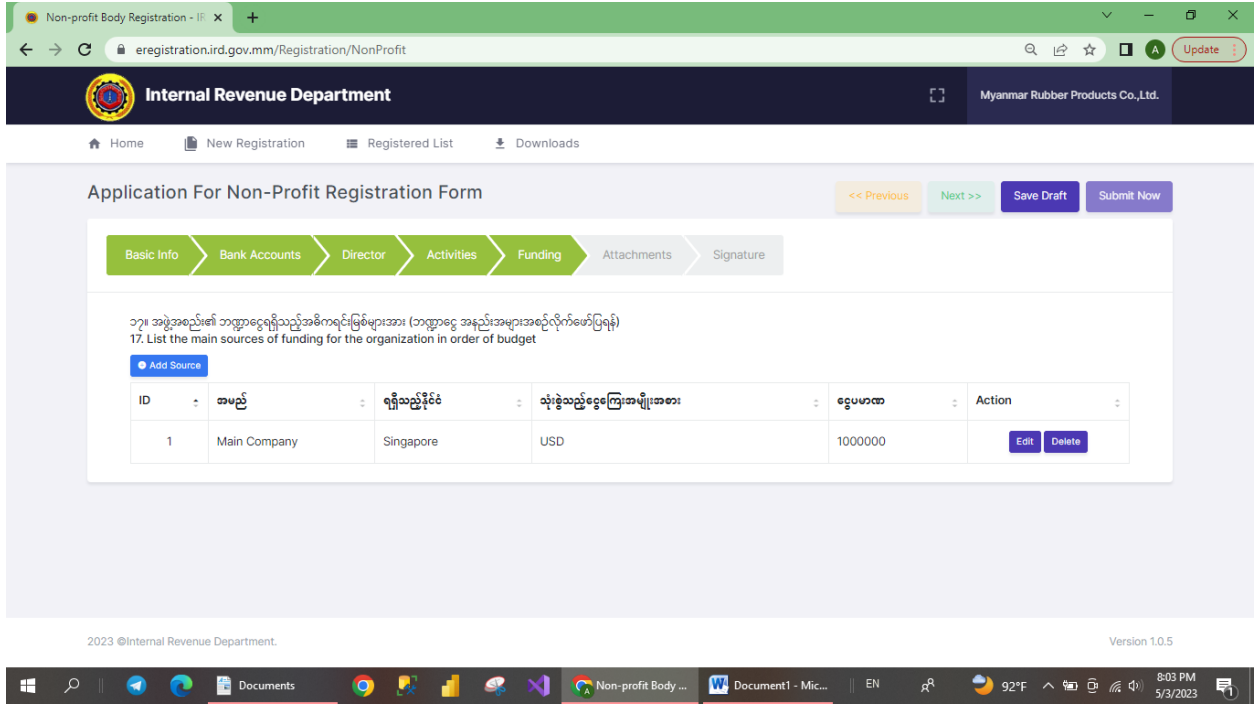 Non-profit Body Registration - IR
eregistration.ird.gov.mm/Registration/NonProfit
A
Update
Internal Revenue Department
Myanmar Rubber Products Co.,Ltd.
Home
New Registration
Registered List
Downloads
Application For Non-Profit Registration Form
<< Previous
Next >>
Save Draft
Submit Now
Basic Info
Bank Accounts
Director
Activities
Funding
Attachments
Signature
၁၇။ အဖွဲ့အစည်း၏ ဘဏ္ဍာငွေရရှိသည့်အဓိကရင်းမြစ်များအား (ဘဏ္ဍာငွေ အနည်းအများအစဉ်လိုက်ဖော်ပြရန်)
17. List the main sources of funding for the organization in order of budget
Add Source
ID အမည် ရရှိသည့်နိုင်ငံ သုံးစွဲသည့်ငွေကြေးအမျိုးအစား ငွေပမာဏ Action
1 Main Company Singapore USD 1000000 Edit Delete
2023 ©Internal Revenue Department.
Version 1.0.5
Documents
Non-profit Body ...
Document1 - Mic...
EN
92°F
8:03 PM
5/3/2023
1